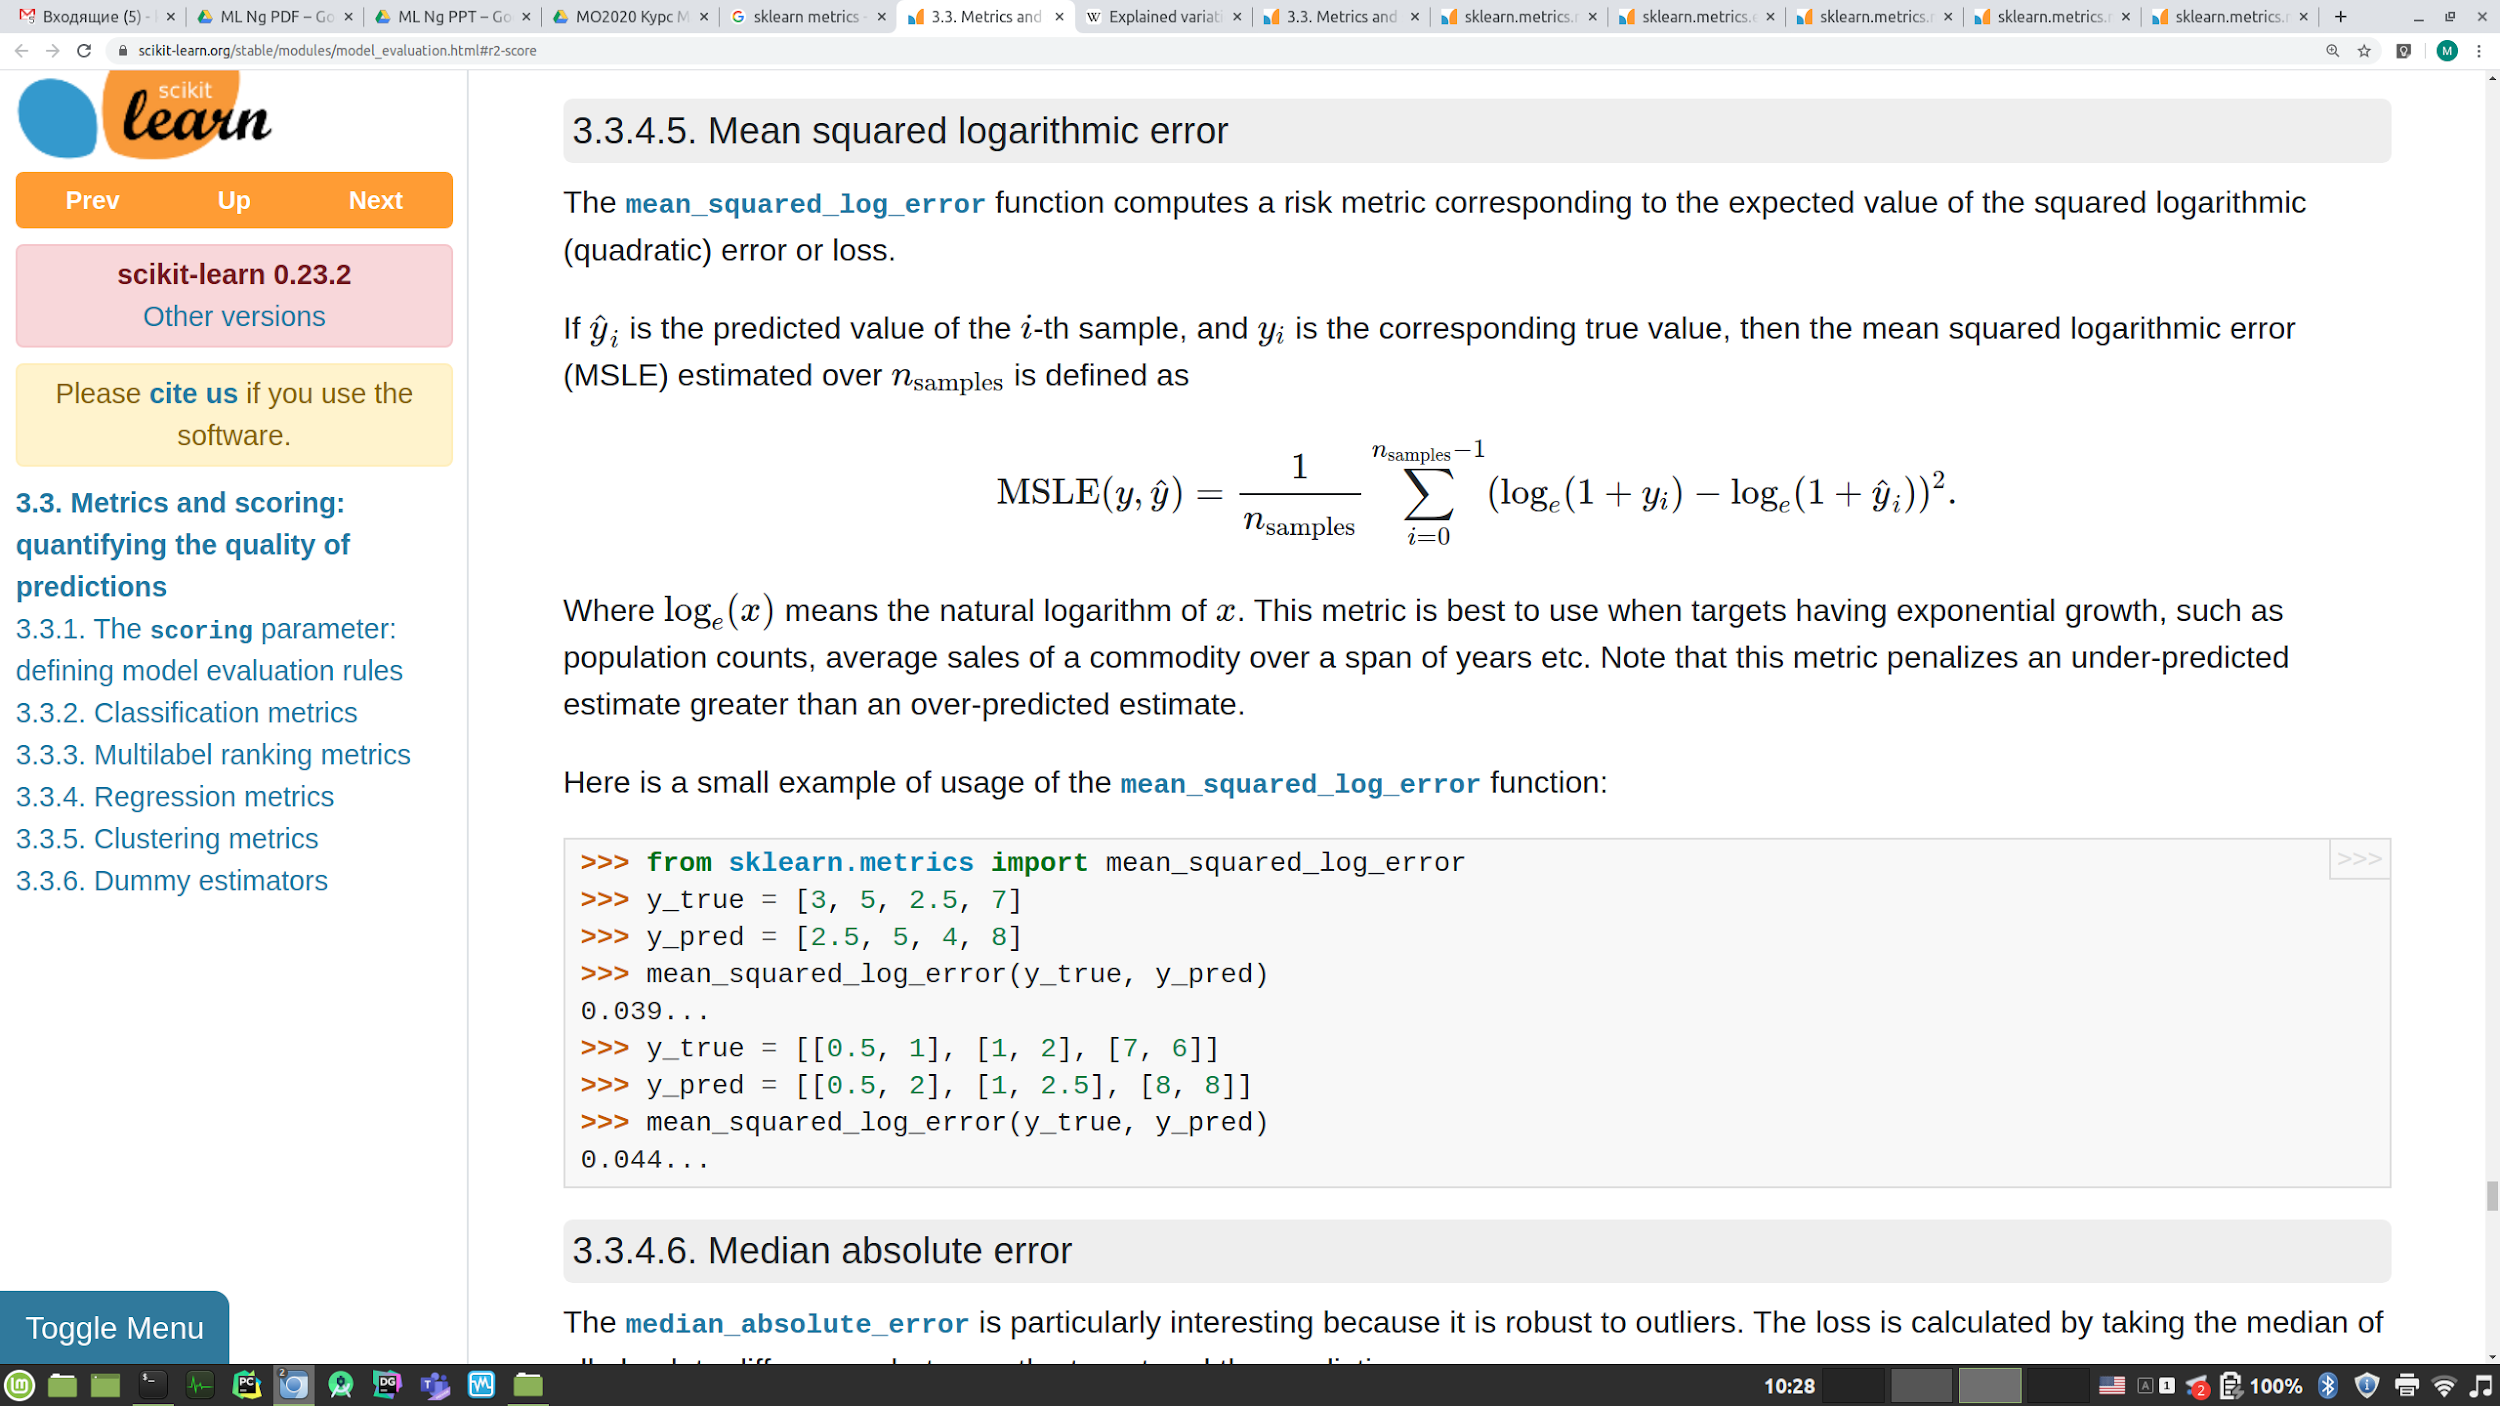 Входящие (5) -
ML Ng PDF – Go
ML Ng PPT – Go
МО2020 Курс М
sklearn metrics -
3.3. Metrics and
Explained variati
3.3. Metrics and
sklearn.metrics.r
sklearn.metrics.e
sklearn.metrics.r
sklearn.metrics.r
sklearn.metrics.r
scikit-learn.org/stable/modules/model_evaluation.html#r2-score
M
scikit
learn
Prev Up Next
scikit-learn 0.23.2
Other versions
Please cite us if you use the
software.
3.3. Metrics and scoring:
quantifying the quality of
predictions
3.3.1. The scoring parameter:
defining model evaluation rules
3.3.2. Classification metrics
3.3.3. Multilabel ranking metrics
3.3.4. Regression metrics
3.3.5. Clustering metrics
3.3.6. Dummy estimators
Toggle Menu
3.3.4.5. Mean squared logarithmic error
The mean_squared_log_error function computes a risk metric corresponding to the expected value of the squared logarithmic
(quadratic) error or loss.
If ŷᵢ is the predicted value of the i-th sample, and yᵢ is the corresponding true value, then the mean squared logarithmic error
(MSLE) estimated over n_samples is defined as
MSLE(y, ŷ) = 1/n_samples ∑_{i=0}^{n_samples−1} (log_e(1 + yᵢ) − log_e(1 + ŷᵢ))².
Where log_e(x) means the natural logarithm of x. This metric is best to use when targets having exponential growth, such as
population counts, average sales of a commodity over a span of years etc. Note that this metric penalizes an under-predicted
estimate greater than an over-predicted estimate.
Here is a small example of usage of the mean_squared_log_error function:
>>>
>>> from sklearn.metrics import mean_squared_log_error
>>> y_true = [3, 5, 2.5, 7]
>>> y_pred = [2.5, 5, 4, 8]
>>> mean_squared_log_error(y_true, y_pred)
0.039...
>>> y_true = [[0.5, 1], [1, 2], [7, 6]]
>>> y_pred = [[0.5, 2], [1, 2.5], [8, 8]]
>>> mean_squared_log_error(y_true, y_pred)
0.044...
3.3.4.6. Median absolute error
The median_absolute_error is particularly interesting because it is robust to outliers. The loss is calculated by taking the median of
PC 2 DG
10:28 A 1 2 100%